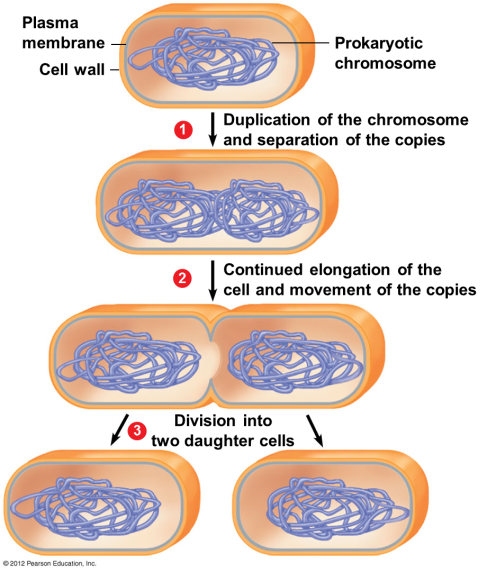 Plasma
membrane
Cell wall
Prokaryotic
chromosome
1
Duplication of the chromosome
and separation of the copies
2
Continued elongation of the
cell and movement of the copies
3
Division into
two daughter cells
© 2012 Pearson Education, Inc.